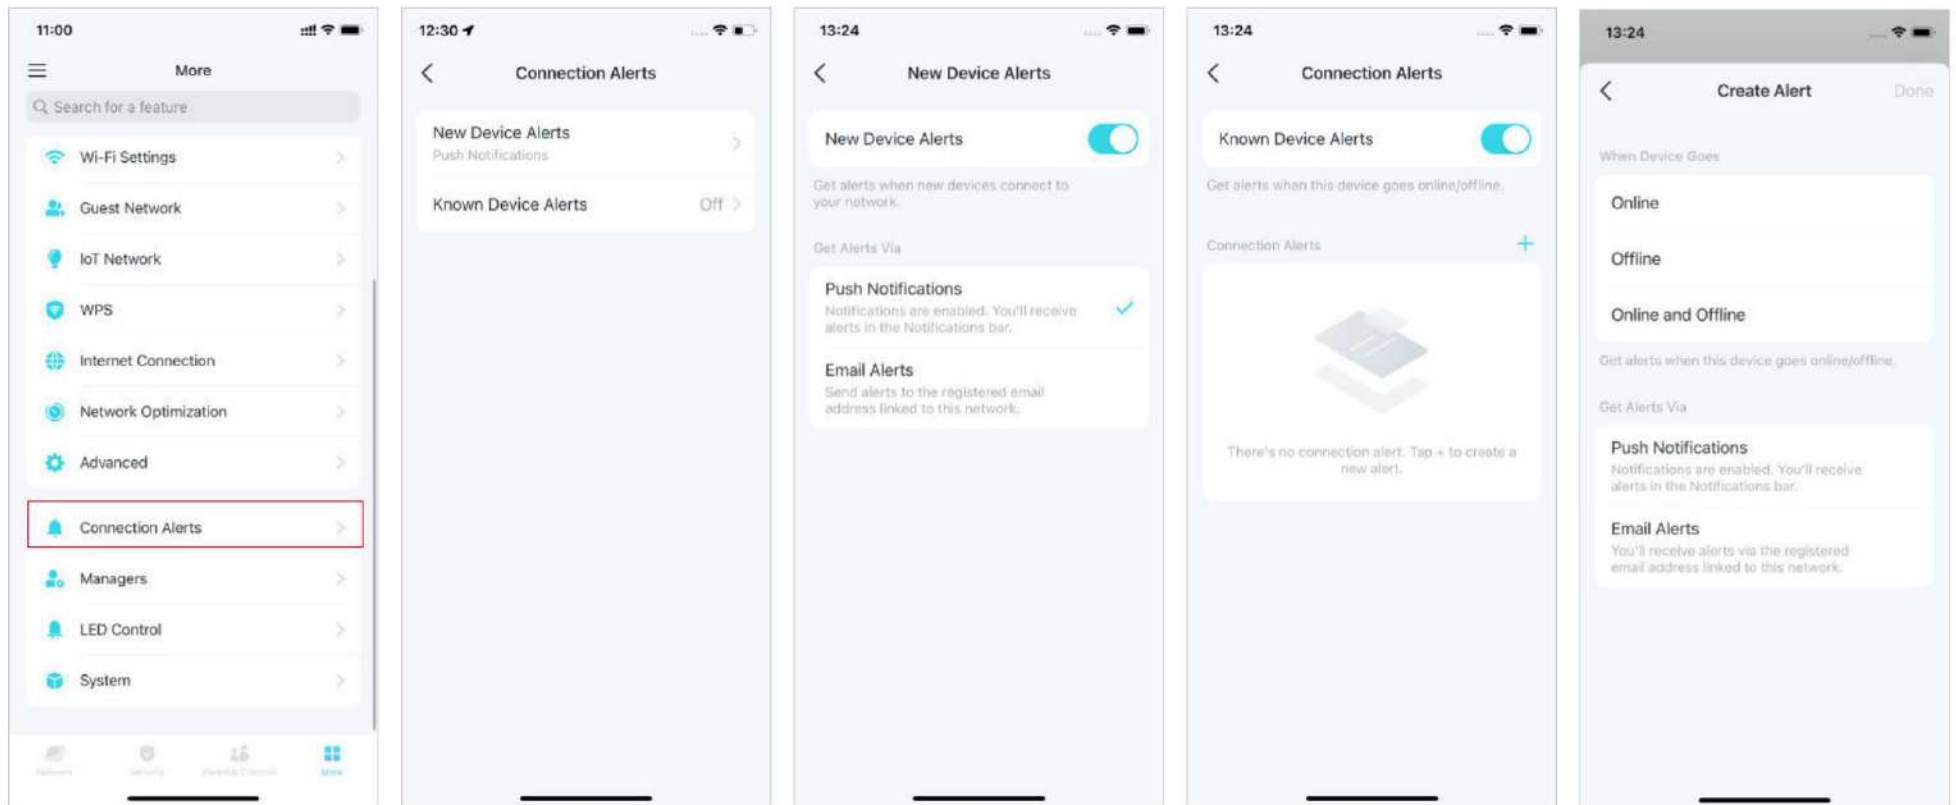 11:00
More
Search for a feature
Wi-Fi Settings
Guest Network
IoT Network
WPS
Internet Connection
Network Optimization
Advanced
Connection Alerts
Managers
LED Control
System
Network
Security
Parental Controls
More
12:30
Connection Alerts
New Device Alerts
Push Notifications
Known Device Alerts
Off
13:24
New Device Alerts
New Device Alerts
Get alerts when new devices connect to
your network.
Get Alerts Via
Push Notifications
Notifications are enabled. You'll receive
alerts in the Notifications bar.
Email Alerts
Send alerts to the registered email
address linked to this network.
13:24
Connection Alerts
Known Device Alerts
Get alerts when this device goes online/offline.
Connection Alerts +
There's no connection alert. Tap + to create a
new alert.
13:24
Create Alert Done
When Device Goes
Online
Offline
Online and Offline
Get alerts when this device goes online/offline.
Get Alerts Via
Push Notifications
Notifications are enabled. You'll receive
alerts in the Notifications bar.
Email Alerts
You'll receive alerts via the registered
email address linked to this network.